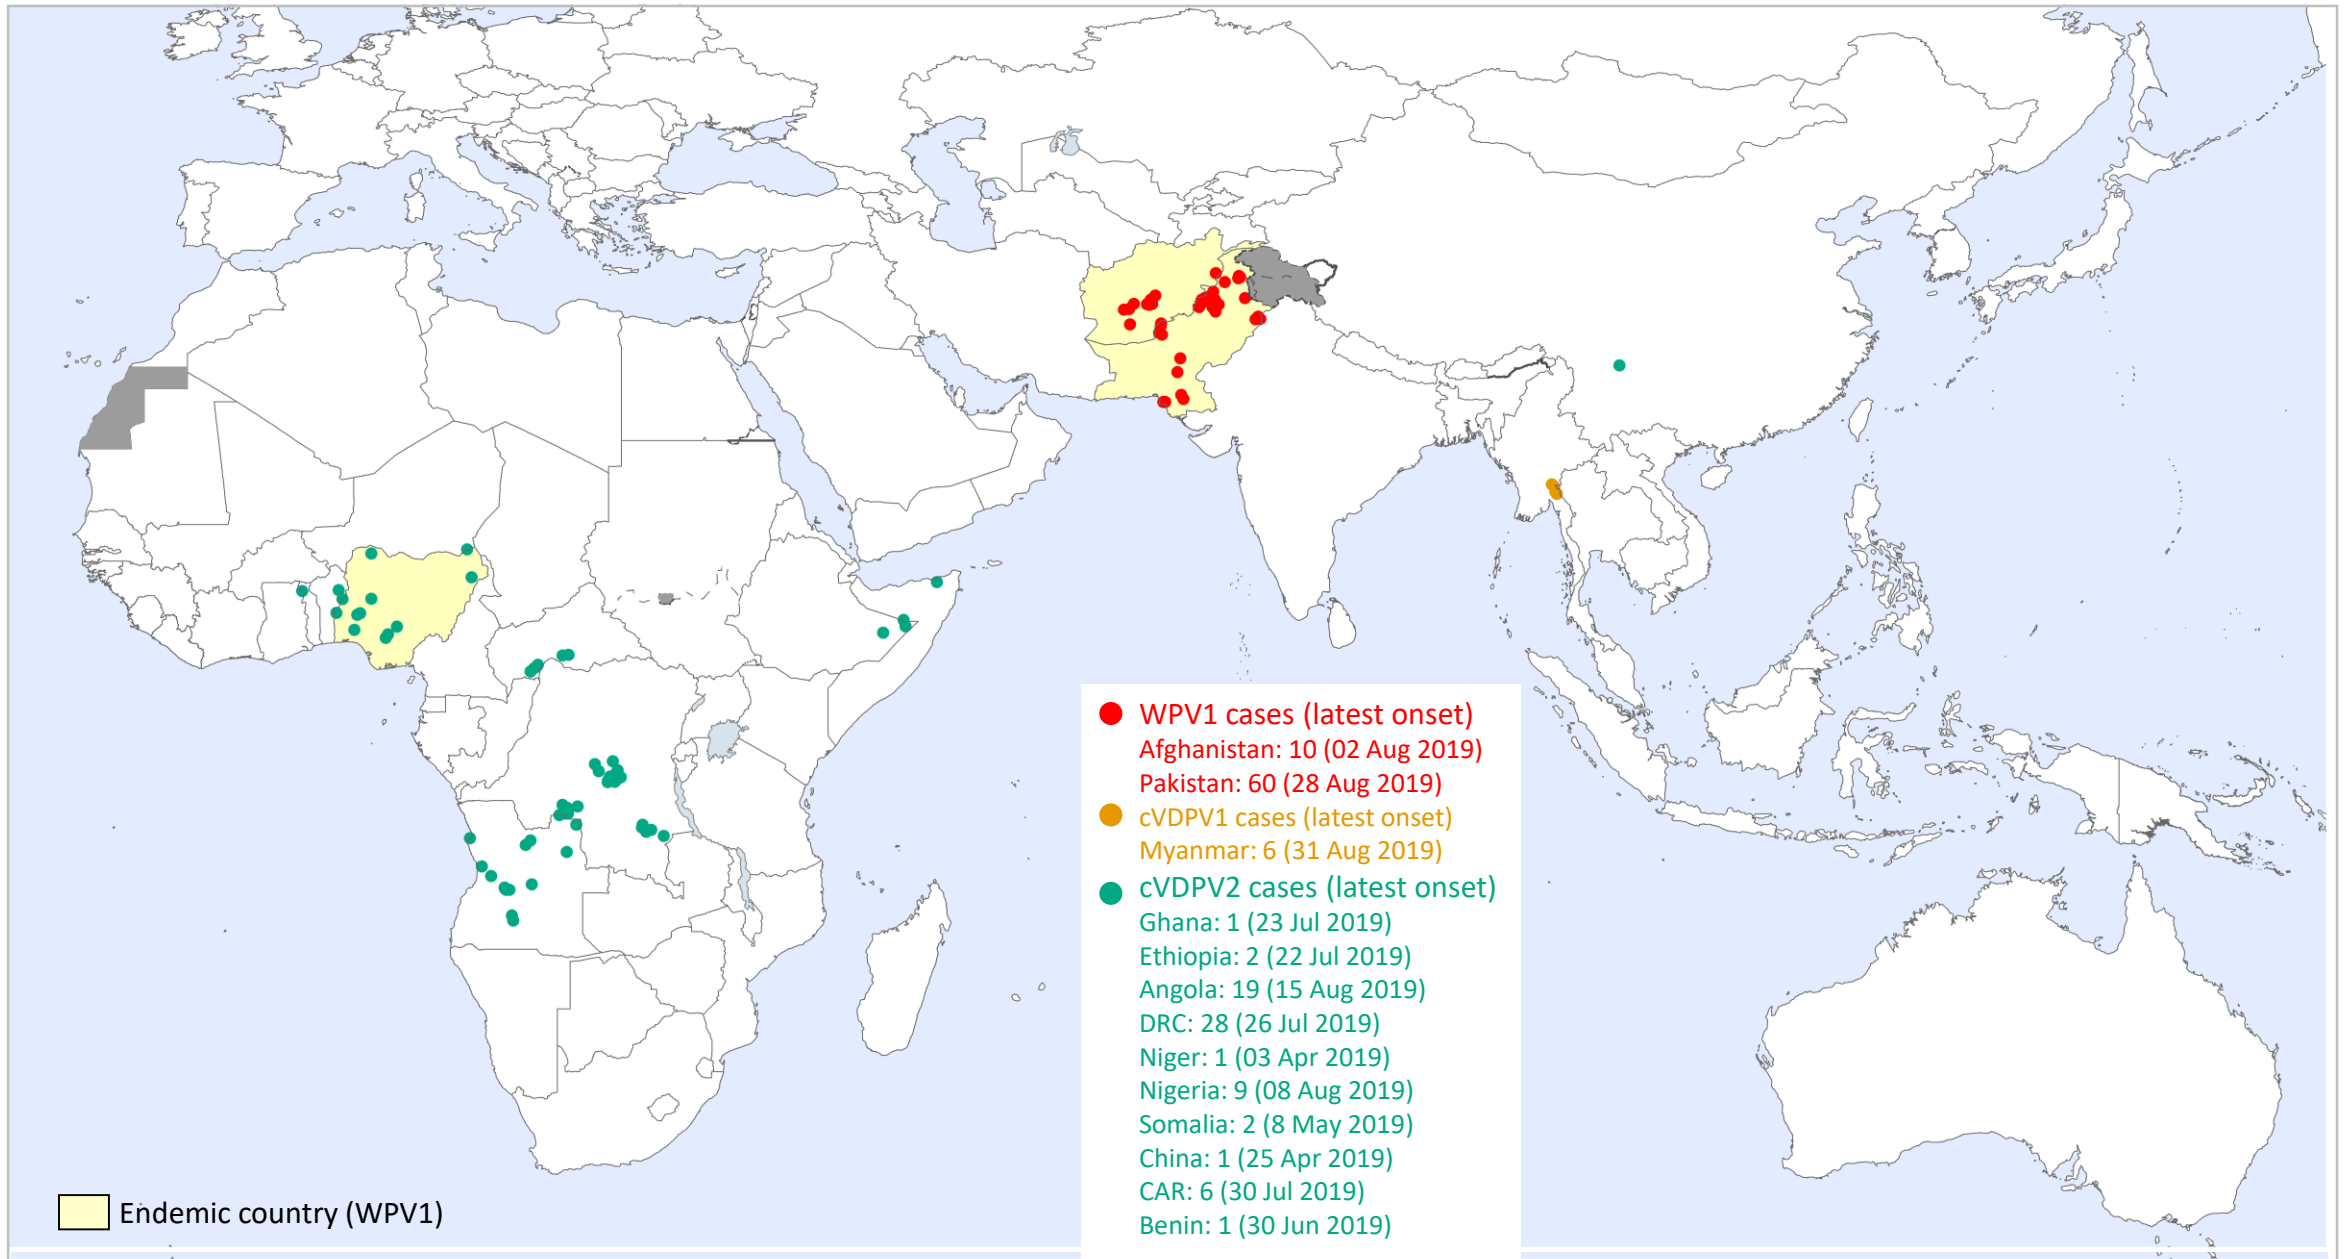 WPV1 cases (latest onset)
Afghanistan: 10 (02 Aug 2019)
Pakistan: 60 (28 Aug 2019)
cVDPV1 cases (latest onset)
Myanmar: 6 (31 Aug 2019)
cVDPV2 cases (latest onset)
Ghana: 1 (23 Jul 2019)
Ethiopia: 2 (22 Jul 2019)
Angola: 19 (15 Aug 2019)
DRC: 28 (26 Jul 2019)
Niger: 1 (03 Apr 2019)
Nigeria: 9 (08 Aug 2019)
Somalia: 2 (8 May 2019)
China: 1 (25 Apr 2019)
CAR: 6 (30 Jul 2019)
Benin: 1 (30 Jun 2019)
Endemic country (WPV1)